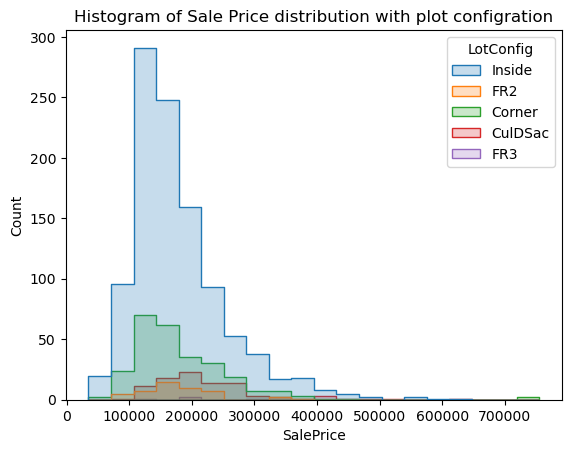 Histogram of Sale Price distribution with plot configration
300
250
200
150
100
50
0
Count
LotConfig
Inside
FR2
Corner
CulDSac
FR3
0 100000 200000 300000 400000 500000 600000 700000
SalePrice